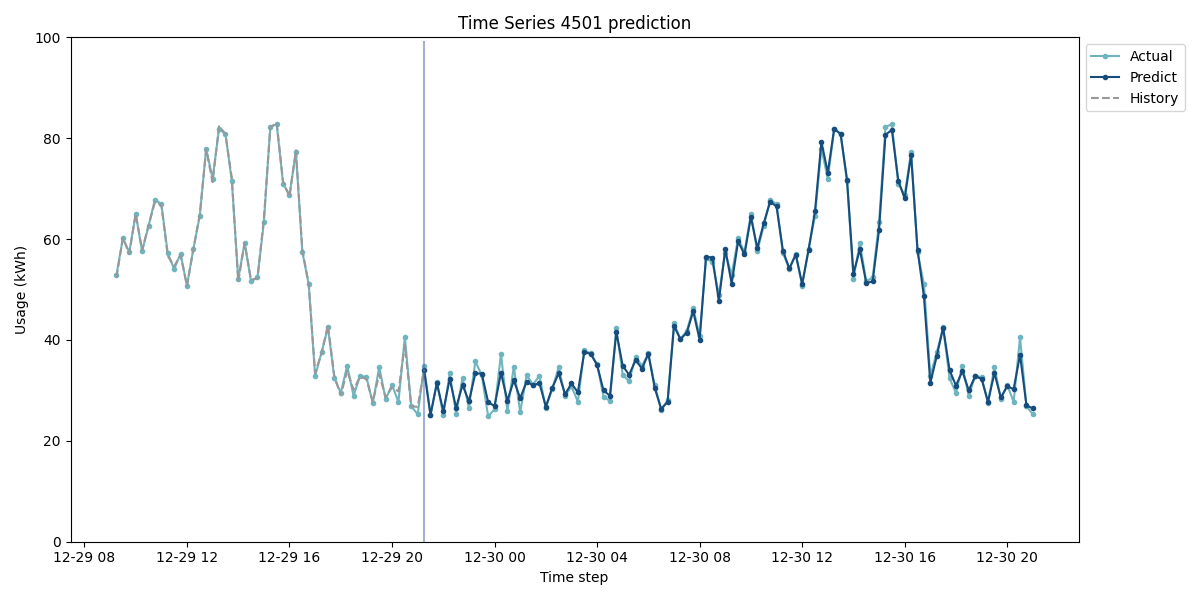 Time Series 4501 prediction
100
80
60
40
20
0
Usage (kWh)
12-29 08
12-29 12
12-29 16
12-29 20
12-30 00
12-30 04
12-30 08
12-30 12
12-30 16
12-30 20
Time step
Actual
Predict
History